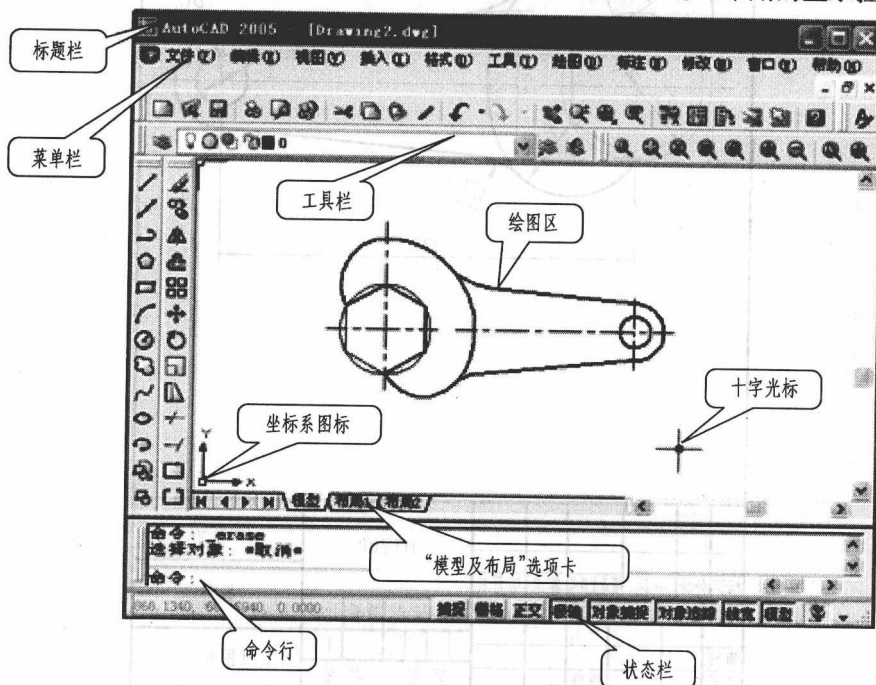 AutoCAD 2005 [Drawing2.dwg]
标题栏
文件(F) 编辑(E) 视图(V) 插入(I) 格式(O) 工具(T) 绘图(D) 标注(N) 修改(M) 窗口(W) 帮助(H)
菜单栏
0
工具栏
绘图区
十字光标
坐标系图标
Y
X
模型 布局1 布局2
命令: _erase
选择对象: *取消*
“模型及布局”选项卡
命令:
0.0000 捕捉 栅格 正交 极轴 对象捕捉 对象追踪 线宽 模型
命令行
状态栏